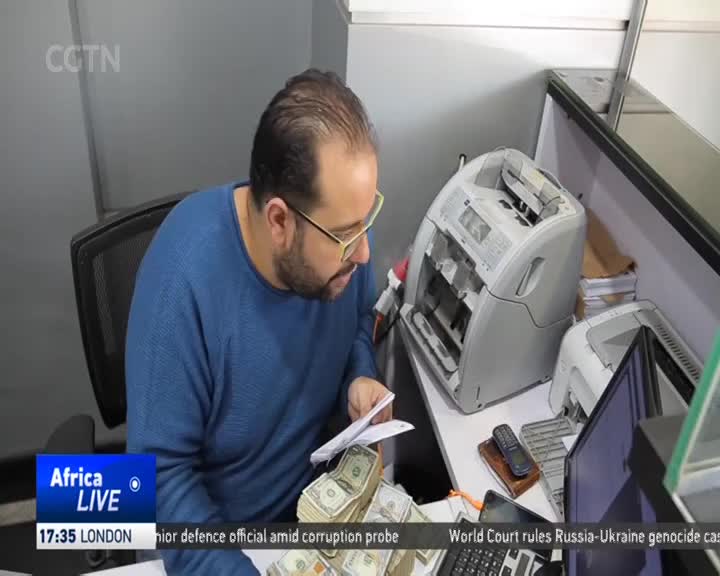 CGTN
Africa
LIVE
17:35 LONDON
nior defence official amid corruption probe World Court rules Russia-Ukraine genocide cas